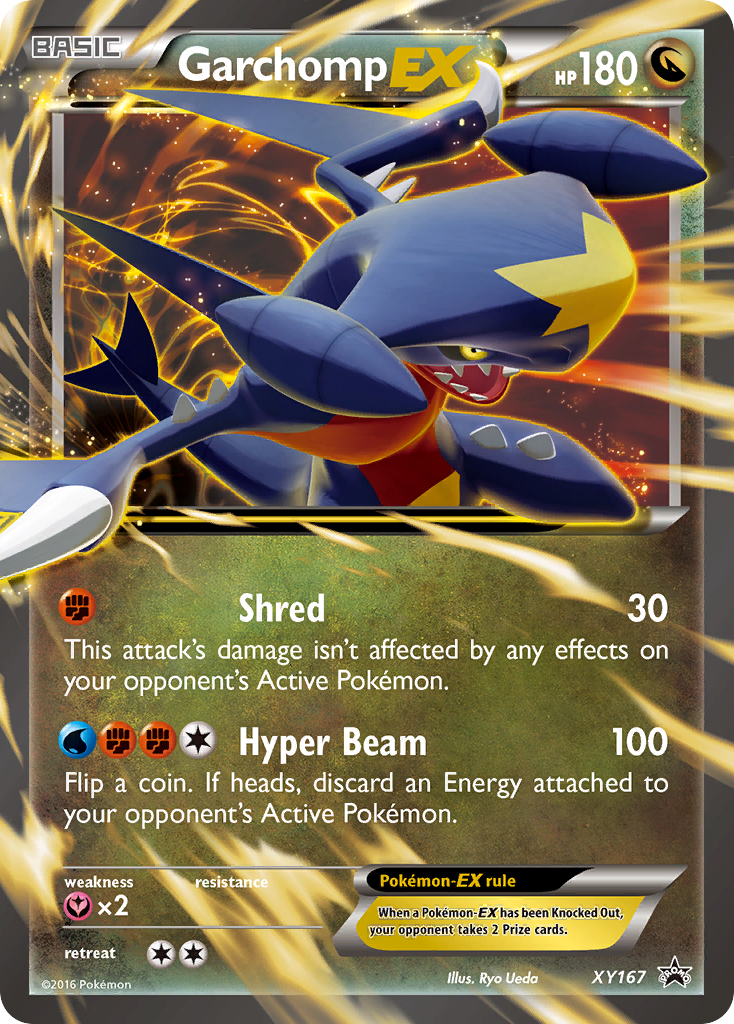 BASIC
Garchomp EX
HP 180
Shred 30
This attack's damage isn't affected by any effects on
your opponent's Active Pokémon.
Hyper Beam 100
Flip a coin. If heads, discard an Energy attached to
your opponent's Active Pokémon.
weakness resistance
×2
retreat
Pokémon-EX rule
When a Pokémon-EX has been Knocked Out,
your opponent takes 2 Prize cards.
©2016 Pokémon
Illus. Ryo Ueda
XY167
PROMO